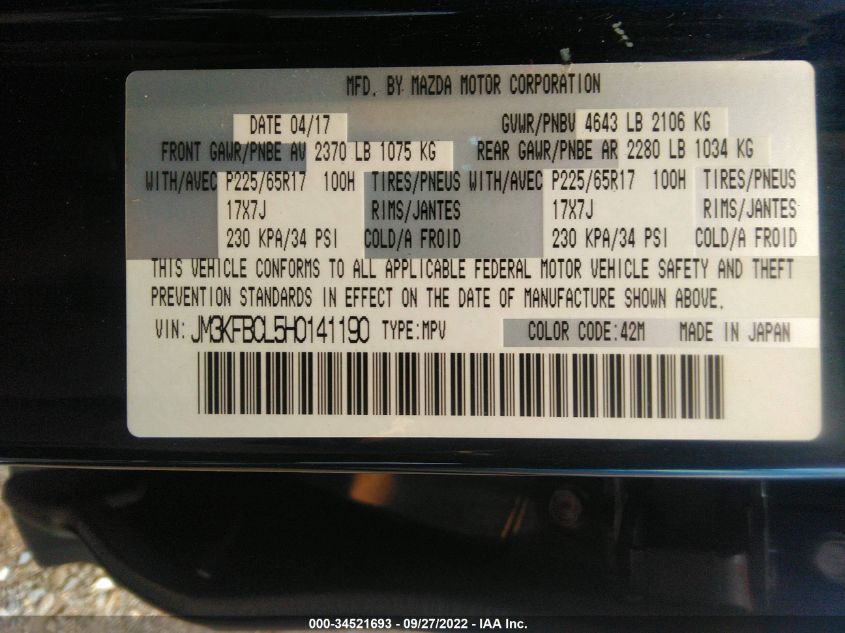 MFD. BY MAZDA MOTOR CORPORATION
DATE 04/17 GVWR/PNBV 4643 LB 2106 KG
FRONT GAWR/PNBE AV 2370 LB 1075 KG REAR GAWR/PNBE AR 2280 LB 1034 KG
WITH/AVEC P225/65R17 100H TIRES/PNEUS WITH/AVEC P225/65R17 100H TIRES/PNEUS
17X7J RIMS/JANTES 17X7J RIMS/JANTES
230 KPA/34 PSI COLD/A FROID 230 KPA/34 PSI COLD/A FROID
THIS VEHICLE CONFORMS TO ALL APPLICABLE FEDERAL MOTOR VEHICLE SAFETY AND THEFT
PREVENTION STANDARDS IN EFFECT ON THE DATE OF MANUFACTURE SHOWN ABOVE.
VIN: JM3KFBCL5H0141190 TYPE:MPV COLOR CODE:42M MADE IN JAPAN
000-34521693 - 09/27/2022 - IAA Inc.